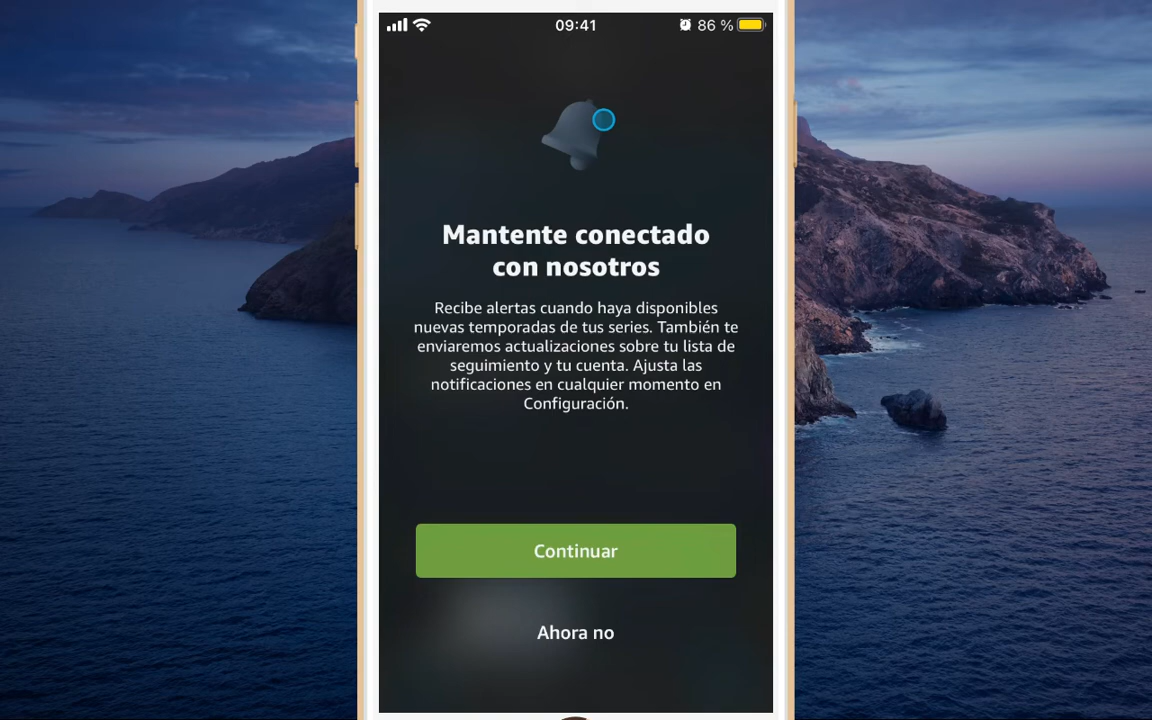 09:41
86 %
Mantente conectado
con nosotros
Recibe alertas cuando haya disponibles
nuevas temporadas de tus series. También te
enviaremos actualizaciones sobre tu lista de
seguimiento y tu cuenta. Ajusta las
notificaciones en cualquier momento en
Configuración.
Continuar
Ahora no